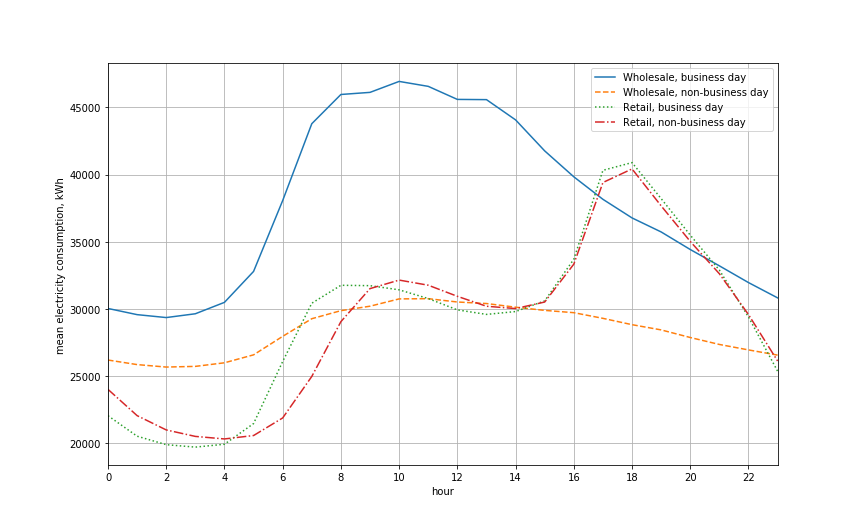 Wholesale, business day
Wholesale, non-business day
Retail, business day
Retail, non-business day
mean electricity consumption, kWh
45000
40000
35000
30000
25000
20000
0 2 4 6 8 10 12 14 16 18 20 22
hour